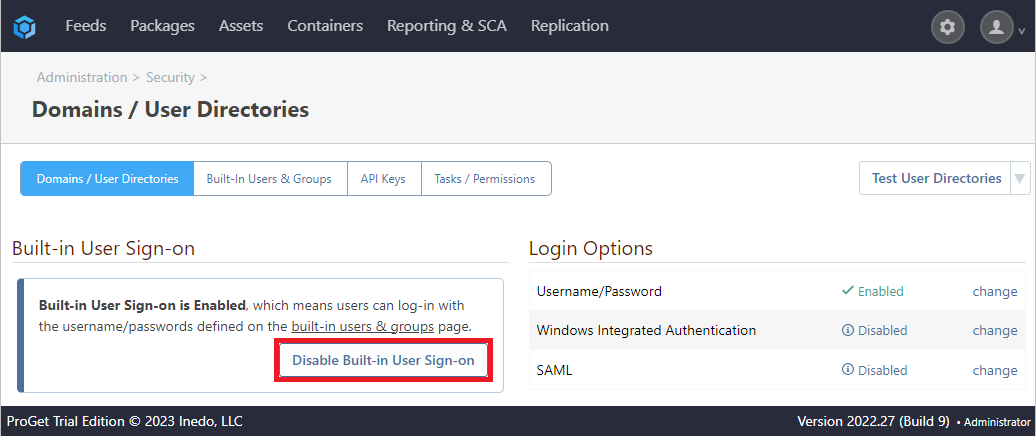 Feeds Packages Assets Containers Reporting & SCA Replication
Administration > Security >
Domains / User Directories
Domains / User Directories Built-In Users & Groups API Keys Tasks / Permissions Test User Directories
Built-in User Sign-on
Built-in User Sign-on is Enabled, which means users can log-in with
the username/passwords defined on the built-in users & groups page.
Disable Built-in User Sign-on
Login Options
Username/Password Enabled change
Windows Integrated Authentication Disabled change
SAML Disabled change
ProGet Trial Edition © 2023 Inedo, LLC Version 2022.27 (Build 9) • Administrator